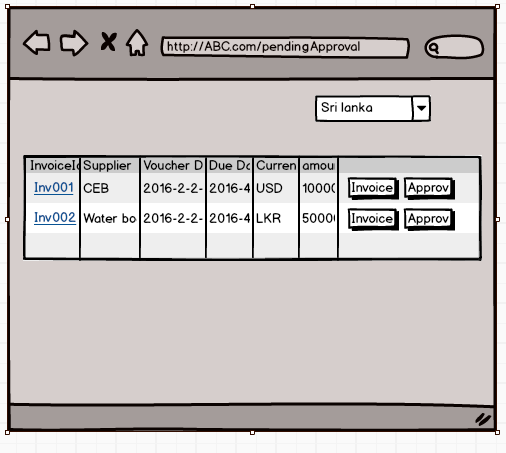 http://ABC.com/pendingApproval
Sri lanka
InvoiceId Supplier Voucher D Due Da Curren amoun
Inv001 CEB 2016-2-2- 2016-4 USD 10000 Invoice Approv
Inv002 Water bo 2016-2-2- 2016-4 LKR 50000 Invoice Approv